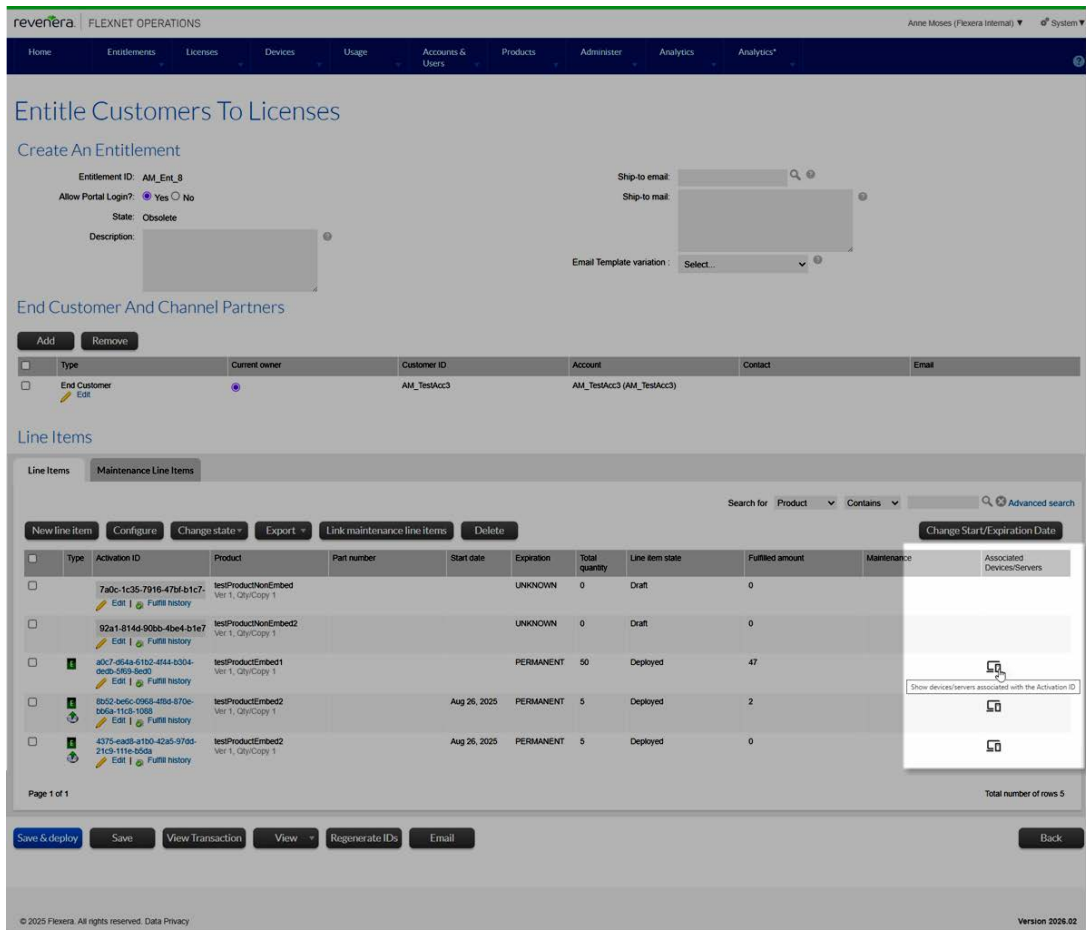 revenera. FLEXNET OPERATIONS
Anne Moses (Flexera Internal) ▼ System ▼
Home Entitlements Licenses Devices Usage Accounts & Users Products Administer Analytics Analytics*
Entitle Customers To Licenses
Create An Entitlement
Entitlement ID: AM_Ent_8
Allow Portal Login?: Yes No
State: Obsolete
Description:
Ship-to email:
Ship-to mail:
Email Template variation : Select...
End Customer And Channel Partners
Add Remove
Type Current owner Customer ID Account Contact Email
End Customer AM_TestAcc3 AM_TestAcc3 (AM_TestAcc3)
Edit
Line Items
Line Items Maintenance Line Items
Search for Product Contains Advanced search
New line item Configure Change state Export Link maintenance line items Delete Change Start/Expiration Date
Type Activation ID Product Part number Start date Expiration Total quantity Line item state Fulfilled amount Maintenance Associated Devices/Servers
7a0c-1c35-7916-47bf-b1c7- testProductNonEmbed UNKNOWN 0 Draft 0
Ver 1, Qty/Copy 1
Edit | Fulfill history
92a1-814d-90bb-4be4-b1e7 testProductNonEmbed2 UNKNOWN 0 Draft 0
Ver 1, Qty/Copy 1
Edit | Fulfill history
a0c7-d64a-61b2-4f44-b304- testProductEmbed1 PERMANENT 50 Deployed 47
dedb-5f69-8ed0 Ver 1, Qty/Copy 1
Edit | Fulfill history
Show devices/servers associated with the Activation ID
8b52-be6c-0968-4f8d-870e- testProductEmbed2 Aug 26, 2025 PERMANENT 5 Deployed 2
bb6a-11c8-1088 Ver 1, Qty/Copy 1
Edit | Fulfill history
4375-ead8-a1b0-42a5-97dd- testProductEmbed2 Aug 26, 2025 PERMANENT 5 Deployed 0
21c9-111e-b5da Ver 1, Qty/Copy 1
Edit | Fulfill history
Page 1 of 1 Total number of rows 5
Save & deploy Save View Transaction View Regenerate IDs Email Back
© 2025 Flexera. All rights reserved. Data Privacy Version 2026.02